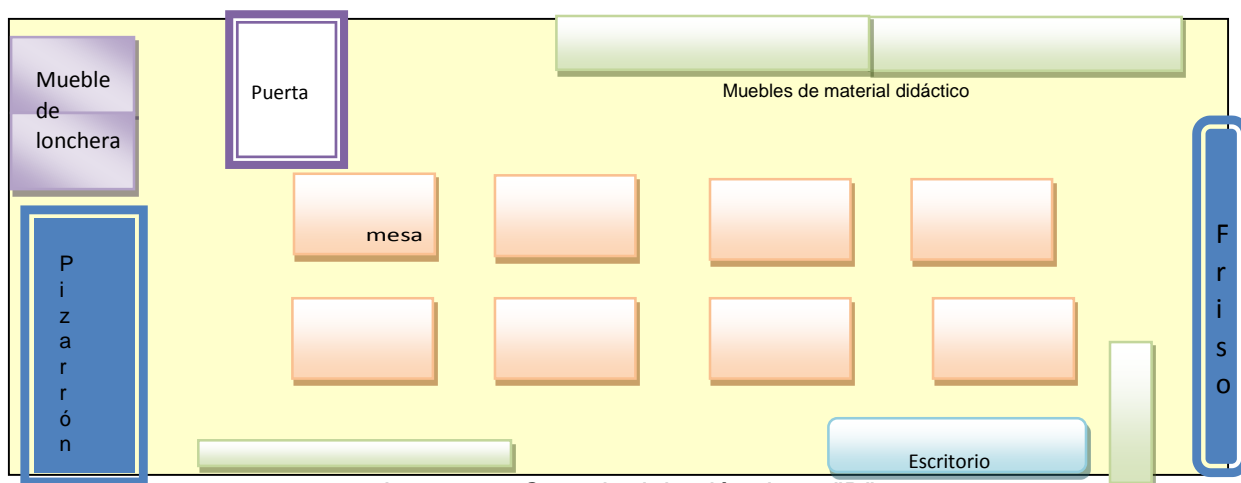 Mueble
de
lonchera
Puerta
Muebles de material didáctico
mesa
P
i
z
a
r
r
ó
n
F
r
i
s
o
Escritorio